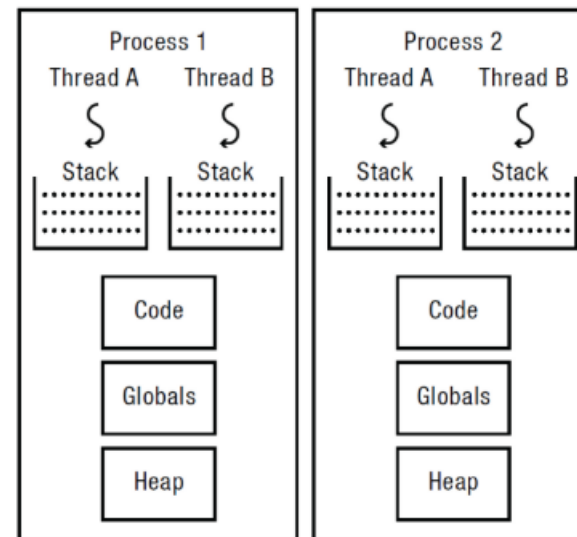 Process 1
Thread A Thread B
Stack Stack
Code
Globals
Heap
Process 2
Thread A Thread B
Stack Stack
Code
Globals
Heap